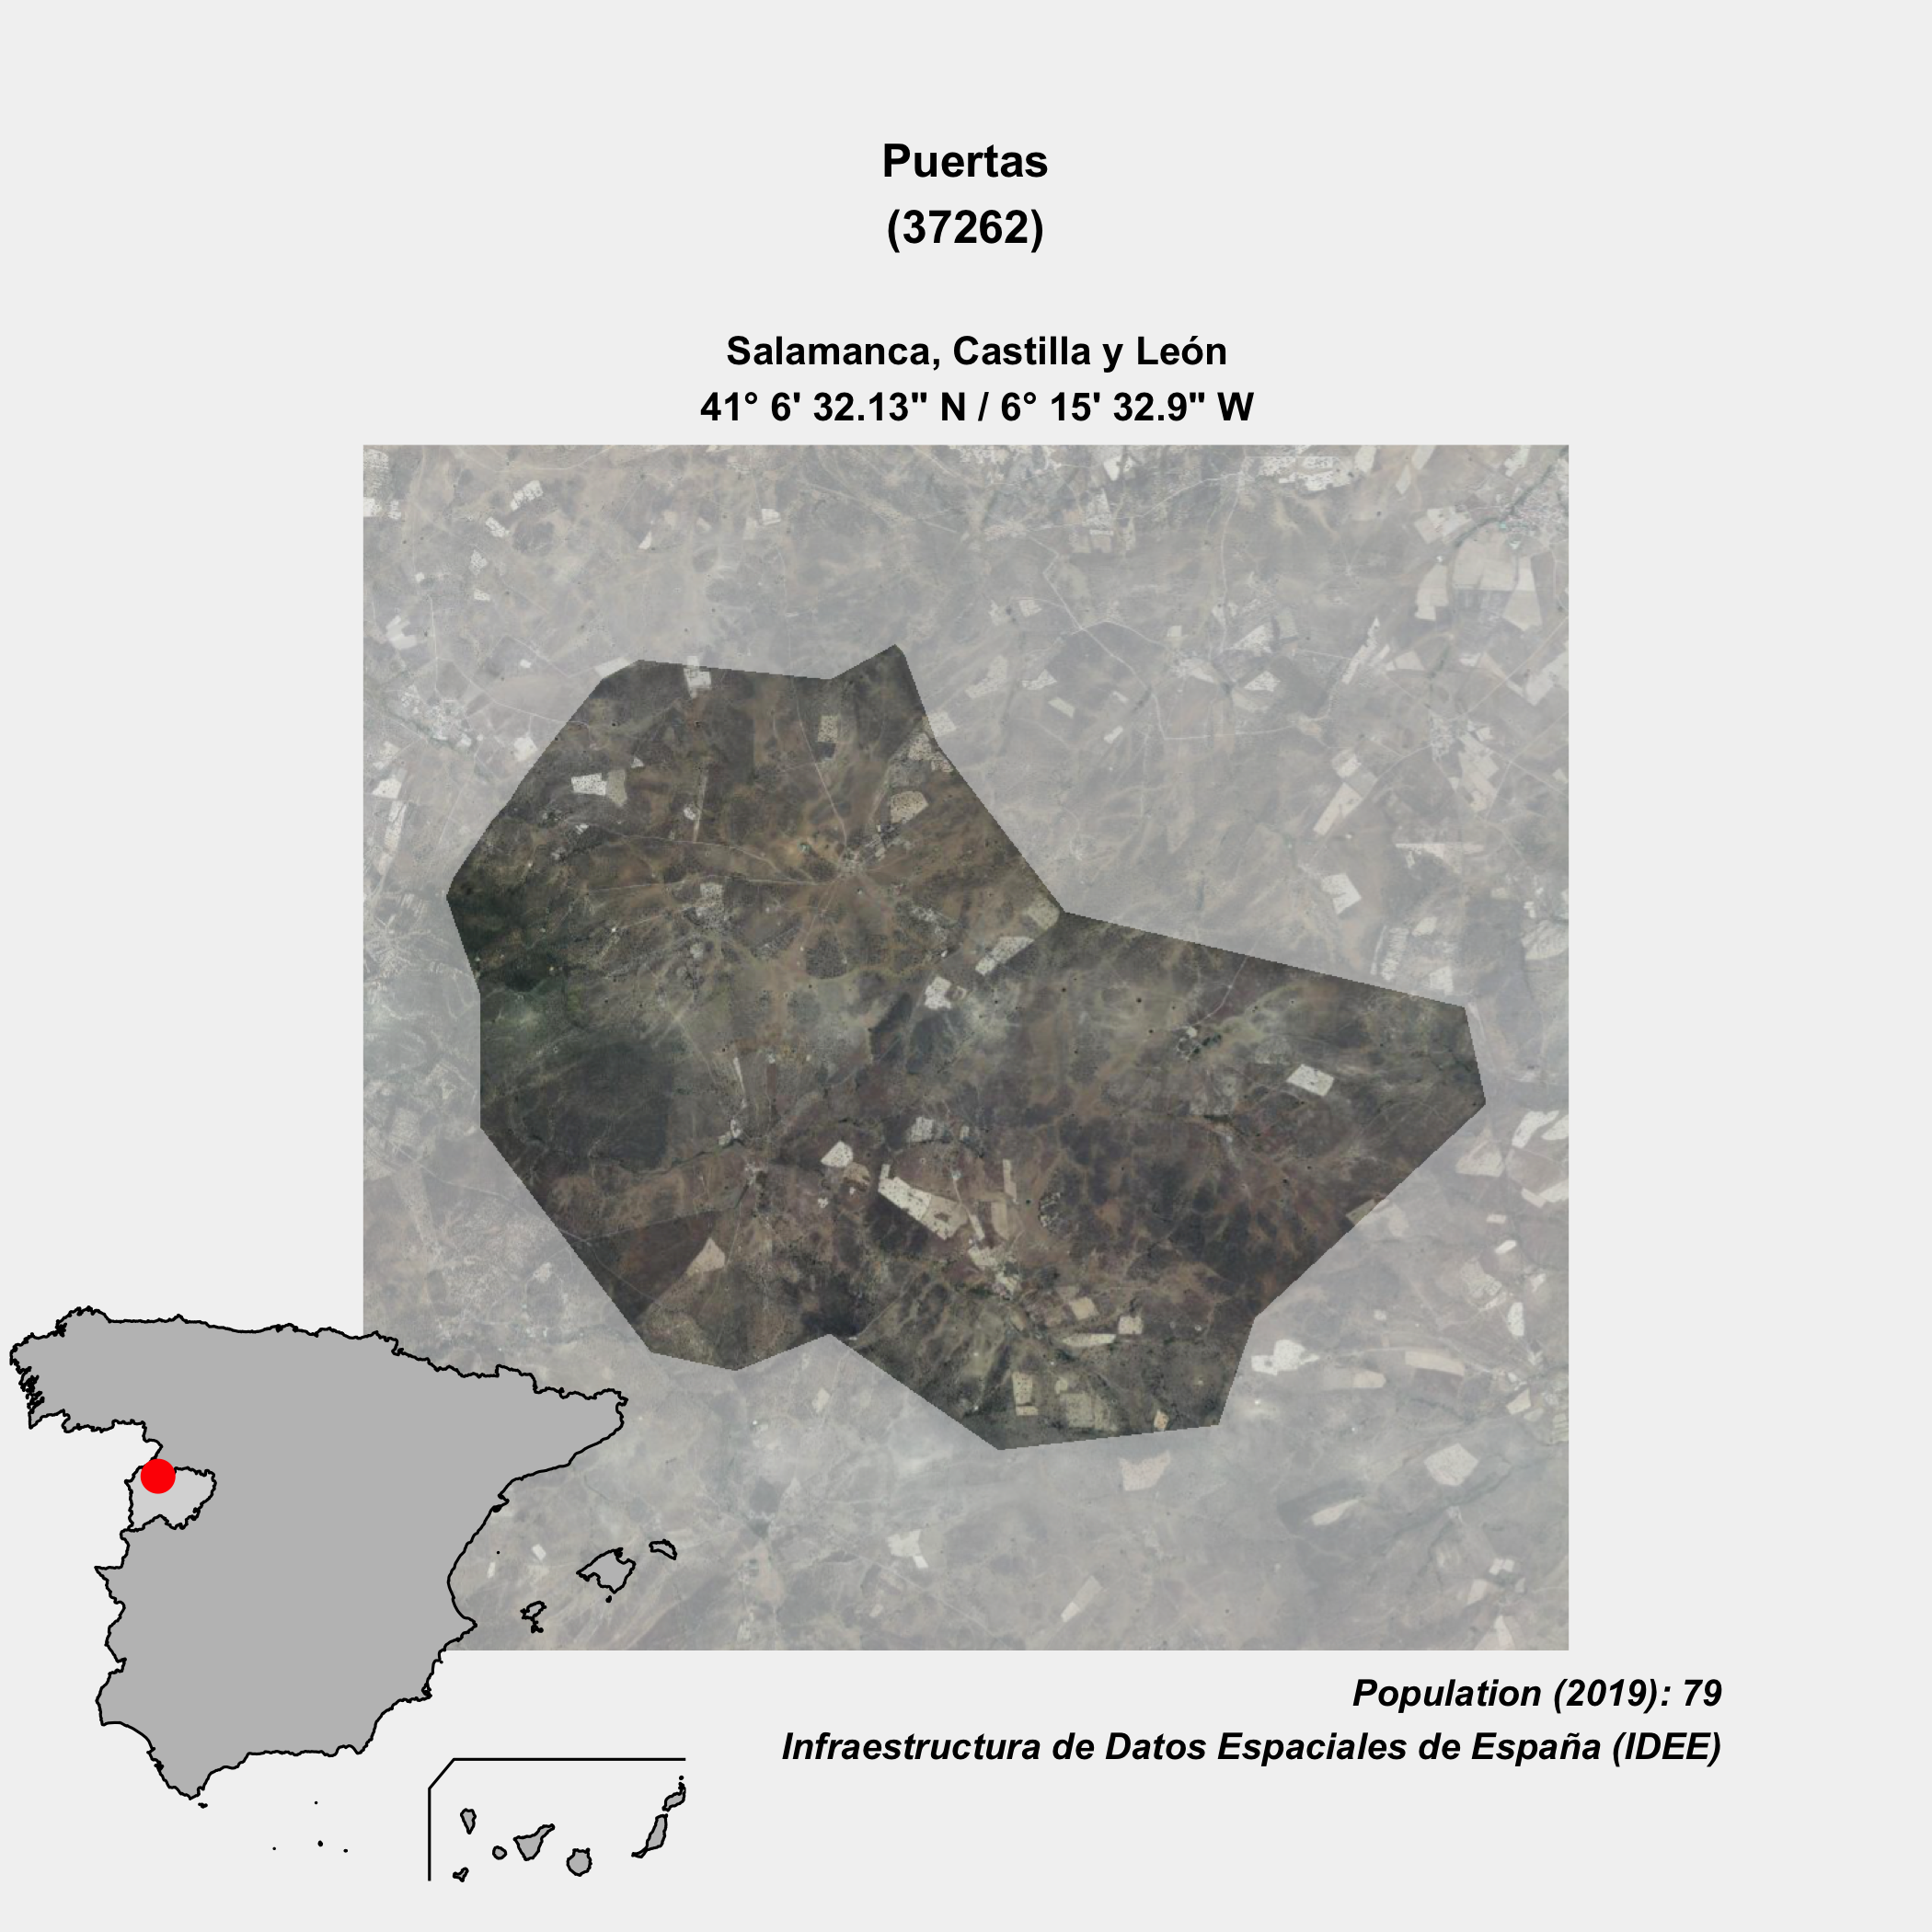 Puertas
(37262)
Salamanca, Castilla y León
41° 6' 32.13" N / 6° 15' 32.9" W
Population (2019): 79
Infraestructura de Datos Espaciales de España (IDEE)